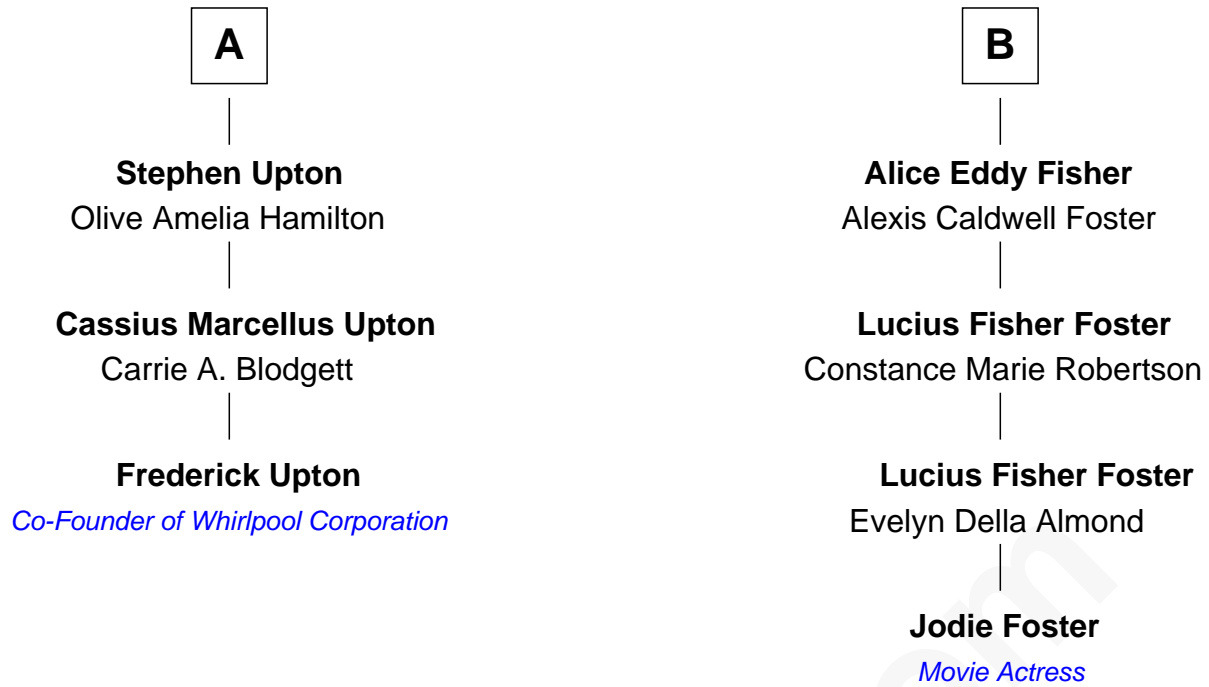 A
Stephen Upton
Olive Amelia Hamilton
Cassius Marcellus Upton
Carrie A. Blodgett
Frederick Upton
Co-Founder of Whirlpool Corporation
B
Alice Eddy Fisher
Alexis Caldwell Foster
Lucius Fisher Foster
Constance Marie Robertson
Lucius Fisher Foster
Evelyn Della Almond
Jodie Foster
Movie Actress